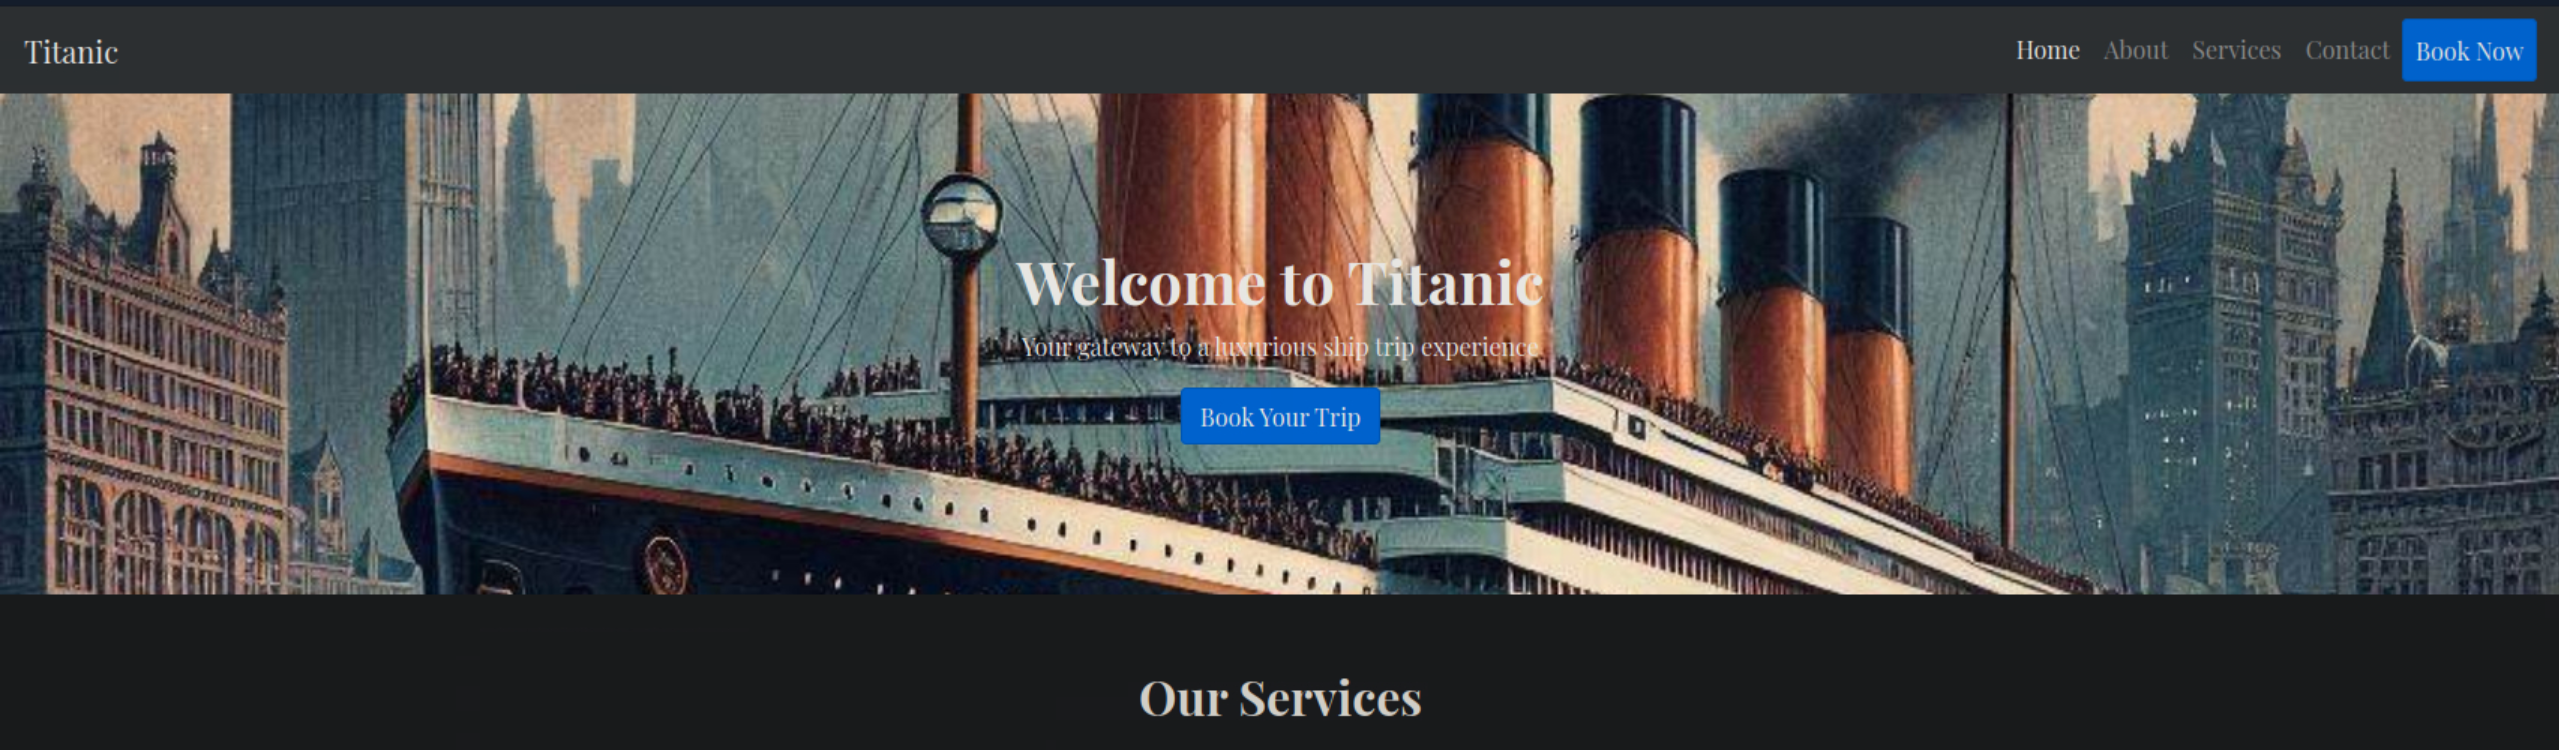 Titanic
Home About Services Contact Book Now
Welcome to Titanic
Your gateway to a luxurious ship trip experience
Book Your Trip
Our Services